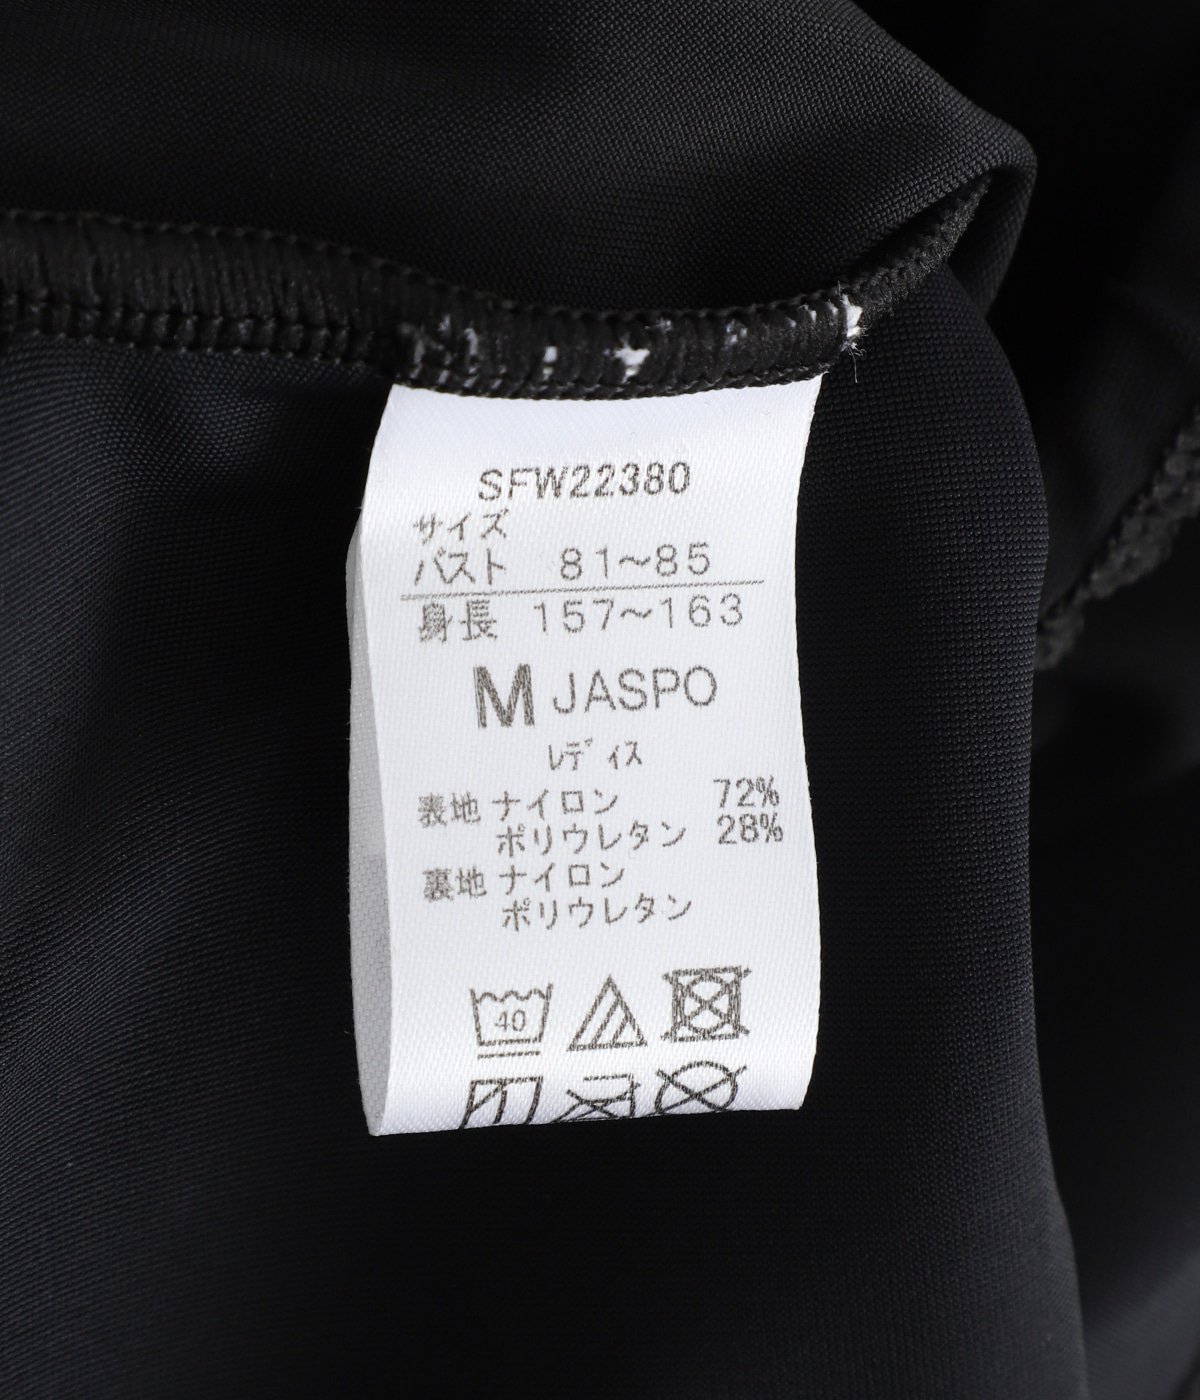 SFW22380
サイズ
バスト 81～85
身長 157～163
M JASPO
ﾚﾃﾞｨｽ
表地 ナイロン 72%
ポリウレタン 28%
裏地 ナイロン
ポリウレタン
40